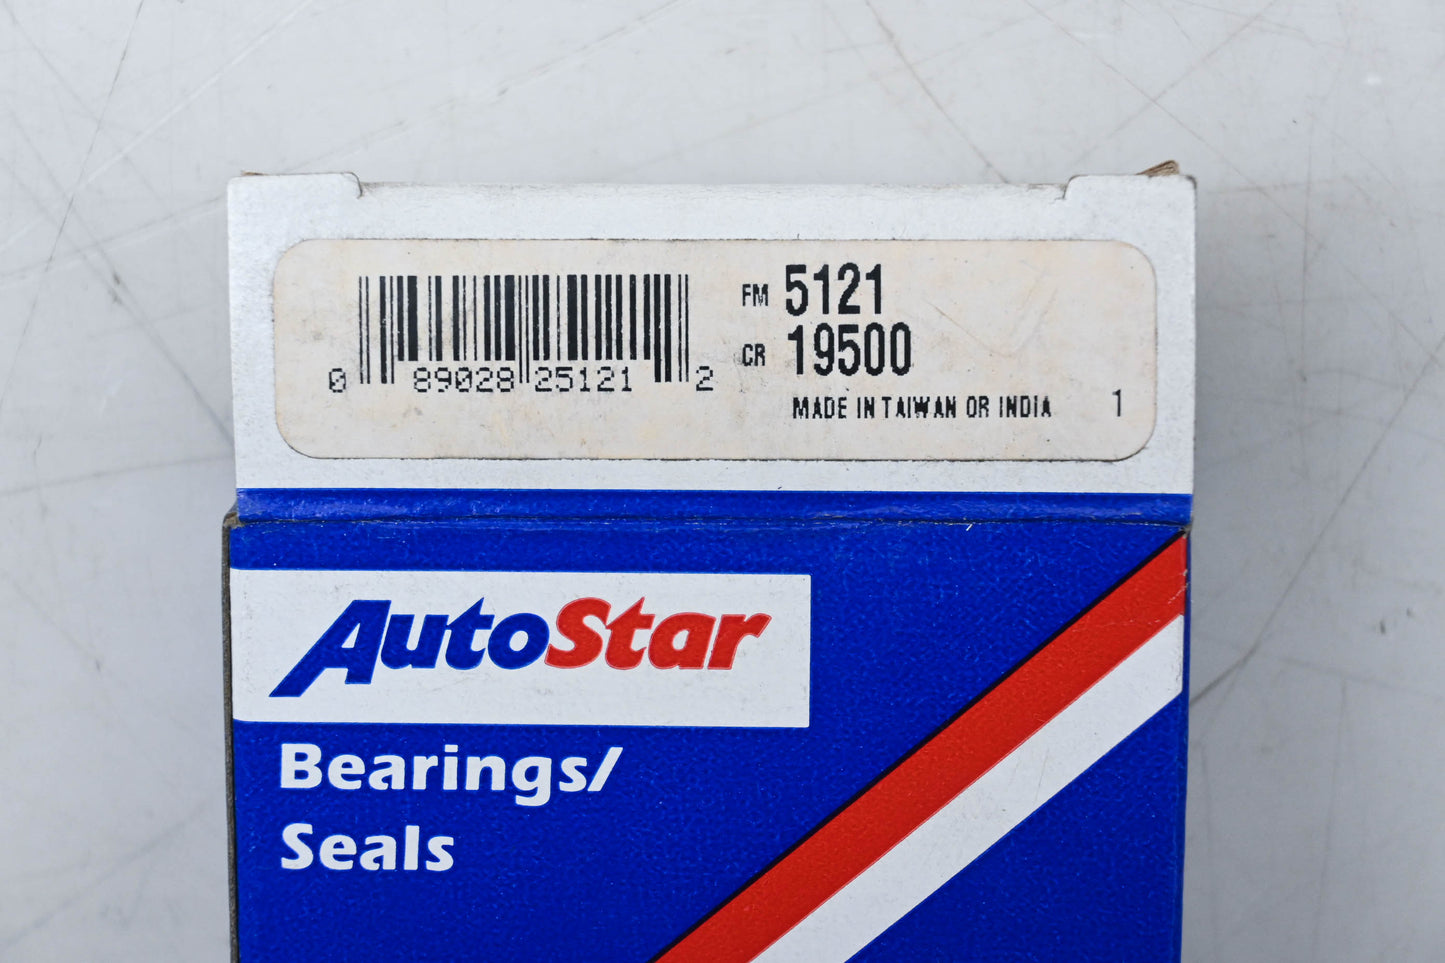 FM 5121
CR 19500
0 89028 25121 2
MADE IN TAIWAN OR INDIA 1
AutoStar
Bearings/
Seals